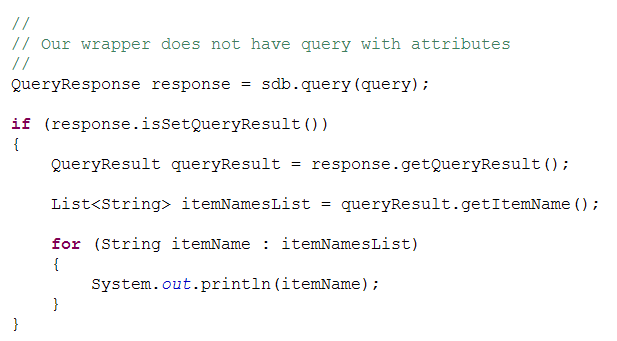 //
// Our wrapper does not have query with attributes
//
QueryResponse response = sdb.query(query);
if (response.isSetQueryResult())
{
    QueryResult queryResult = response.getQueryResult();
    List<String> itemNamesList = queryResult.getItemName();
    for (String itemName : itemNamesList)
    {
        System.out.println(itemName);
    }
}